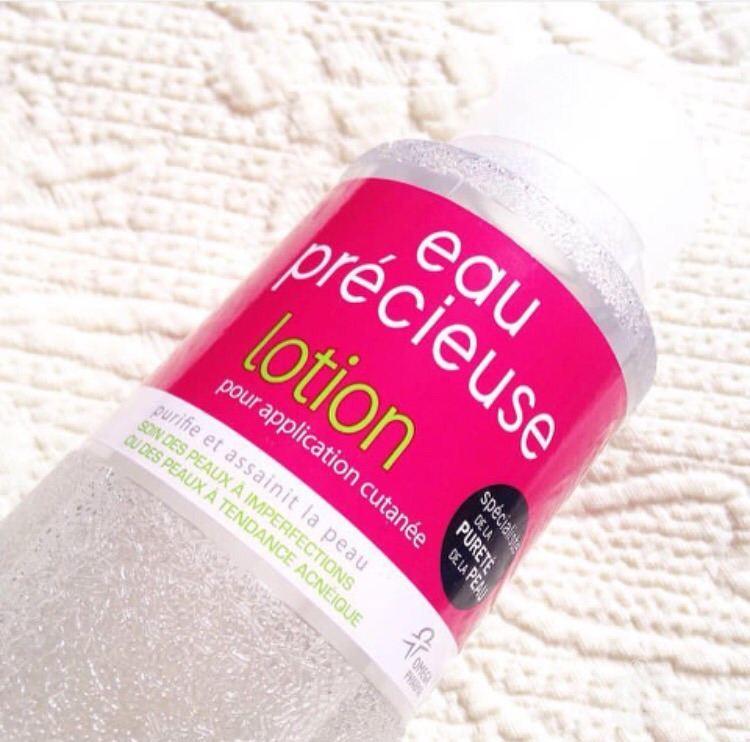 eau
précieuse
lotion
pour application cutanée
purifie et assainit la peau
SOIN DES PEAUX À IMPERFECTIONS
OU DES PEAUX À TENDANCE ACNÉIQUE
spécialiste
DE LA
PURETÉ
DE LA PEAU
OMEGA